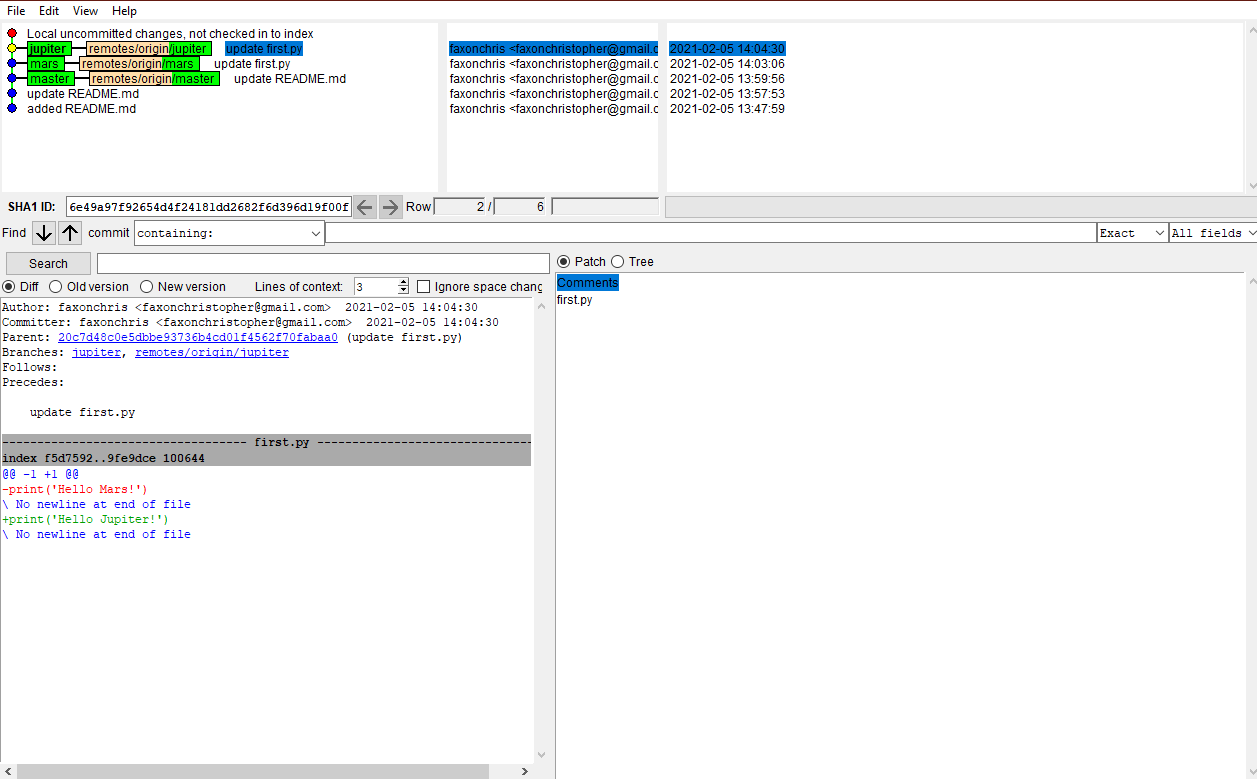 File Edit View Help
Local uncommitted changes, not checked in to index
jupiter remotes/origin/jupiter update first.py faxonchris <faxonchristopher@gmail.c 2021-02-05 14:04:30
mars remotes/origin/mars update first.py faxonchris <faxonchristopher@gmail.c 2021-02-05 14:03:06
master remotes/origin/master update README.md faxonchris <faxonchristopher@gmail.c 2021-02-05 13:59:56
update README.md faxonchris <faxonchristopher@gmail.c 2021-02-05 13:57:53
added README.md faxonchris <faxonchristopher@gmail.c 2021-02-05 13:47:59
SHA1 ID: 6e49a97f92654d4f24181dd2682f6d396d19f00f Row 2 / 6
Find commit containing: Exact All fields
Search Patch Tree
Diff Old version New version Lines of context: 3 Ignore space chang
Comments
first.py
Author: faxonchris <faxonchristopher@gmail.com> 2021-02-05 14:04:30
Committer: faxonchris <faxonchristopher@gmail.com> 2021-02-05 14:04:30
Parent: 20c7d48c0e5dbbe93736b4cd01f4562f70fabaa0 (update first.py)
Branches: jupiter, remotes/origin/jupiter
Follows:
Precedes:
update first.py
----------------------------------- first.py -------------------------------
index f5d7592..9fe9dce 100644
@@ -1 +1 @@
-print('Hello Mars!')
\ No newline at end of file
+print('Hello Jupiter!')
\ No newline at end of file